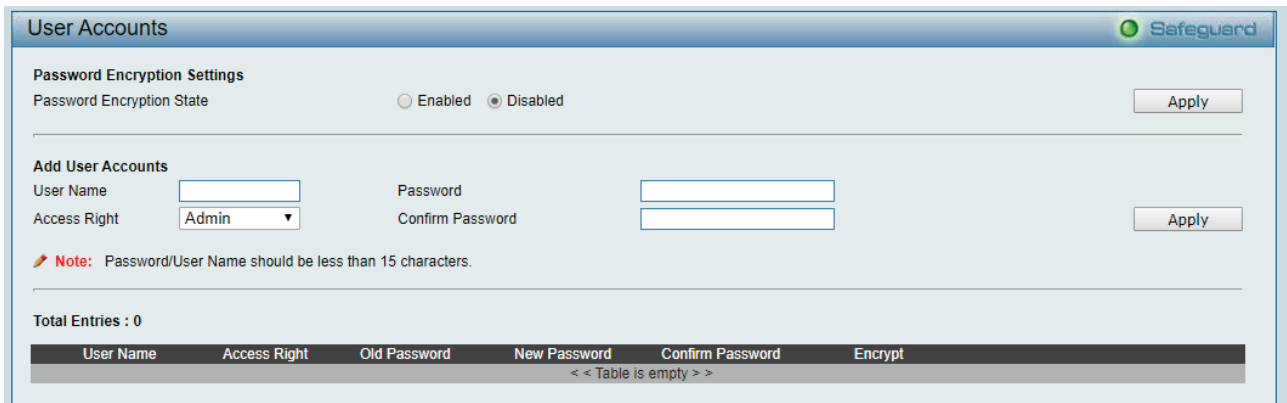 User Accounts Safeguard
Password Encryption Settings
Password Encryption State Enabled Disabled Apply
Add User Accounts
User Name Password
Access Right Admin Confirm Password Apply
Note: Password/User Name should be less than 15 characters.
Total Entries : 0
User Name Access Right Old Password New Password Confirm Password Encrypt
< < Table is empty > >